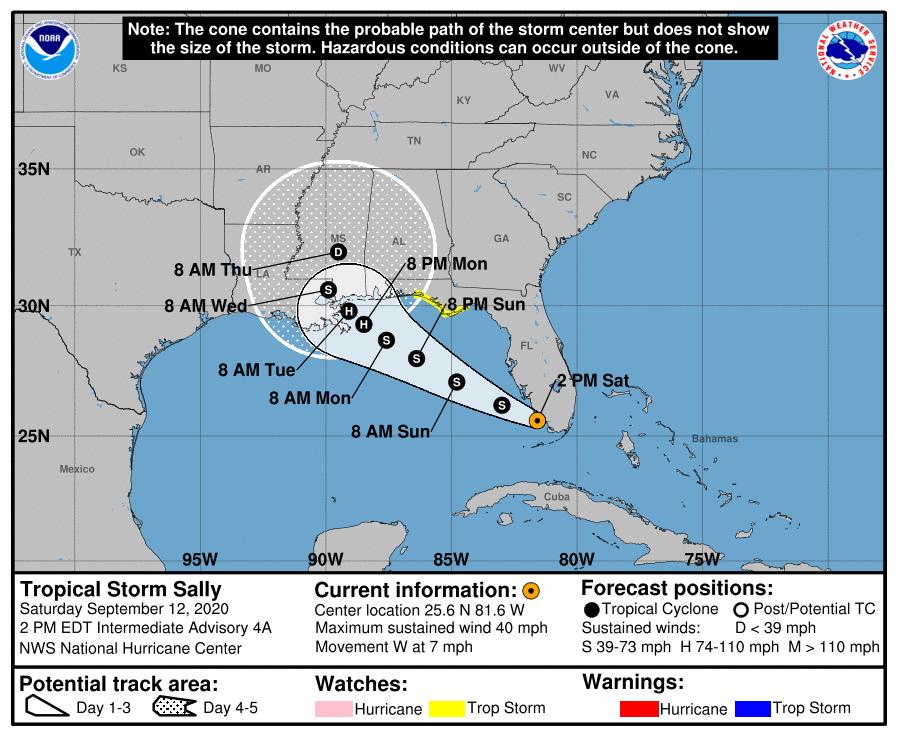 Note: The cone contains the probable path of the storm center but does not show
the size of the storm. Hazardous conditions can occur outside of the cone.
NOAA
NATIONAL WEATHER SERVICE
KS
MO
WV
VA
KY
OK
TN
NC
35N
AR
SC
TX
MS
AL
GA
LA
8 AM Thu
D
8 PM Mon
8 AM Wed
S
30N
8 PM Sun
H
H
FL
S
S
8 AM Tue
2 PM Sat
S
8 AM Mon
S
8 AM Sun
25N
Bahamas
Mexico
Cuba
95W
90W
85W
80W
75W
Tropical Storm Sally
Saturday September 12, 2020
2 PM EDT Intermediate Advisory 4A
NWS National Hurricane Center
Current information:
Center location 25.6 N 81.6 W
Maximum sustained wind 40 mph
Movement W at 7 mph
Forecast positions:
Tropical Cyclone Post/Potential TC
Sustained winds: D < 39 mph
S 39-73 mph H 74-110 mph M > 110 mph
Potential track area:
Day 1-3 Day 4-5
Watches:
Hurricane Trop Storm
Warnings:
Hurricane Trop Storm